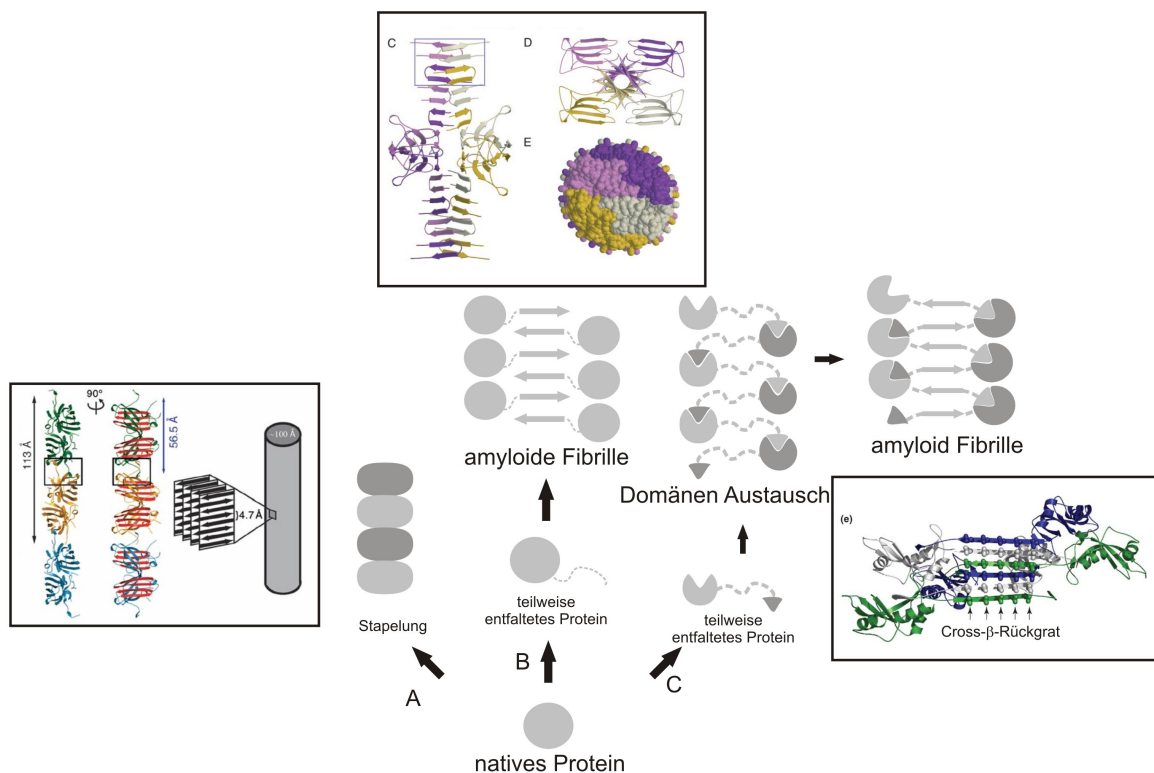 C
D
E
90°
113 Å
56.5 Å
~100 Å
}4.7 Å
amyloide Fibrille
Domänen Austausch
amyloid Fibrille
Stapelung
teilweise
entfaltetes Protein
teilweise
entfaltetes Protein
(e)
Cross-β-Rückgrat
A
B
C
natives Protein